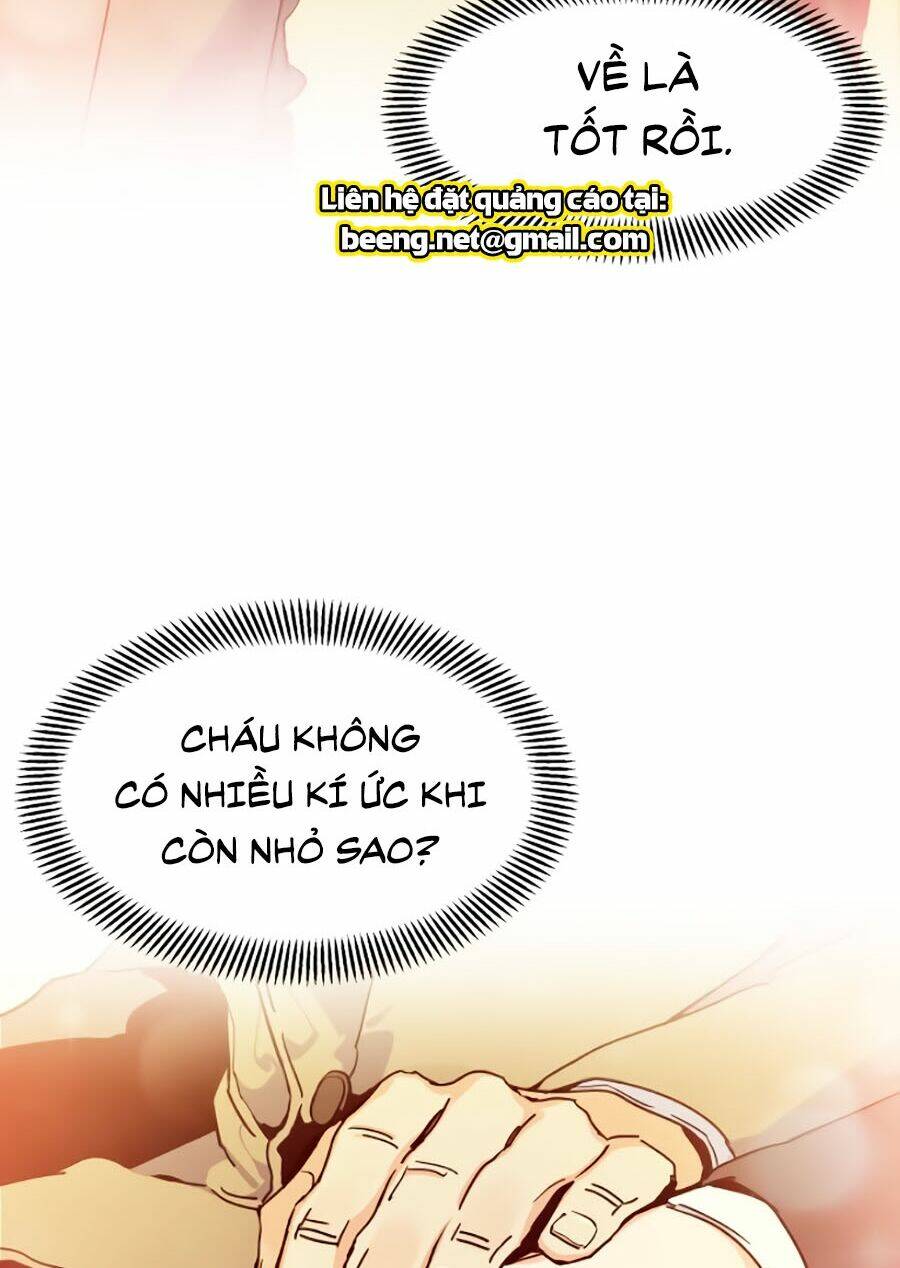 VỀ LÀ
TỐT RỒI.
Liên hệ đặt quảng cáo tại:
beeng.net@gmail.com
CHÁU KHÔNG
CÓ NHIỀU KÍ ỨC KHI
CÒN NHỎ SAO?